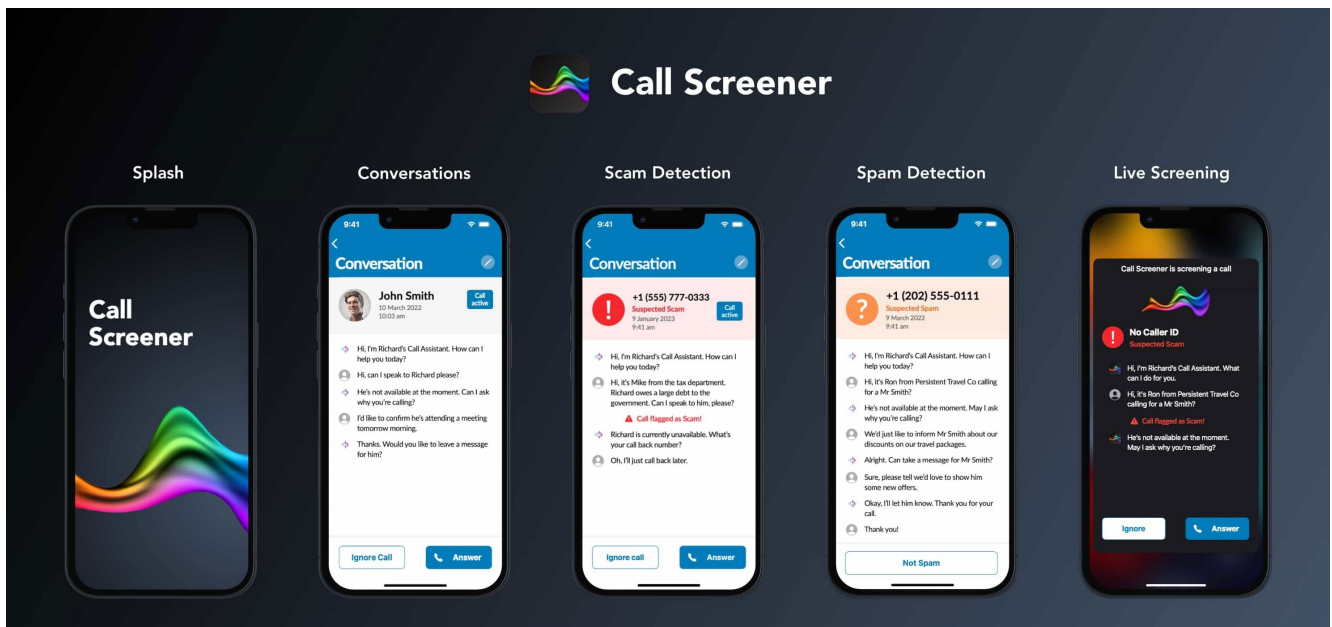 Call Screener
Splash
Call
Screener
Conversations
9:41
Conversation
John Smith
10 March 2022
10:03 am
Call
active
Hi, I'm Richard's Call Assistant. How can I
help you today?
Hi, can I speak to Richard please?
He's not available at the moment. Can I ask
why you're calling?
I'd like to confirm he's attending a meeting
tomorrow morning.
Thanks. Would you like to leave a message
for him?
Ignore Call
Answer
Scam Detection
9:41
Conversation
+1 (555) 777-0333
Suspected Scam
9 January 2023
9:41 am
Call
active
Hi, I'm Richard's Call Assistant. How can I
help you today?
Hi, it's Mike from the tax department.
Richard owes a large debt to the
government. Can I speak to him, please?
Call flagged as Scam!
Richard is currently unavailable. What's
your call back number?
Oh, I'll just call back later.
Ignore call
Answer
Spam Detection
9:41
Conversation
+1 (202) 555-0111
Suspected Spam
9 March 2022
9:41 am
Hi, I'm Richard's Call Assistant. How can I
help you today?
Hi, it's Ron from Persistent Travel Co calling
for a Mr Smith?
He's not available at the moment. May I ask
why you're calling?
We'd just like to inform Mr Smith about our
discounts on our travel packages.
Alright. Can take a message for Mr Smith?
Sure, please tell we'd love to show him
some new offers.
Okay, I'll let him know. Thank you for your
call.
Thank you!
Not Spam
Live Screening
Call Screener is screening a call
No Caller ID
Suspected Scam
Hi, I'm Richard's Call Assistant. What
can I do for you.
Hi, it's Ron from Persistent Travel Co
calling for a Mr Smith?
Call flagged as Scam!
He's not available at the moment.
May I ask why you're calling?
Ignore
Answer